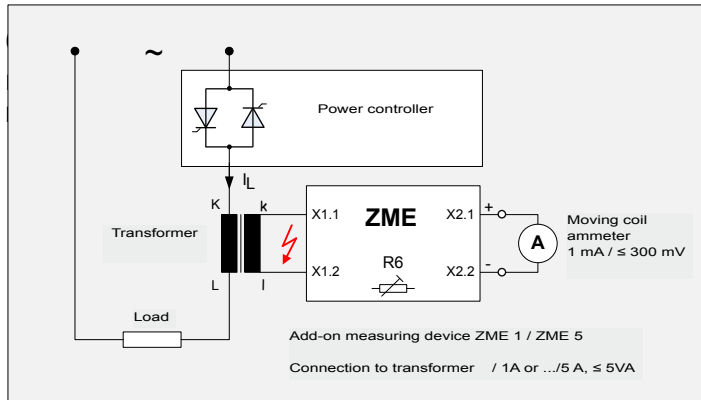 ~
Power controller
IL
K
k
X1.1
ZME
X2.1
+
Transformer
A
Moving coil
ammeter
1 mA / ≤ 300 mV
X1.2
R6
X2.2
-
L
l
Load
Add-on measuring device ZME 1 / ZME 5
Connection to transformer / 1A or .../5 A, ≤ 5VA